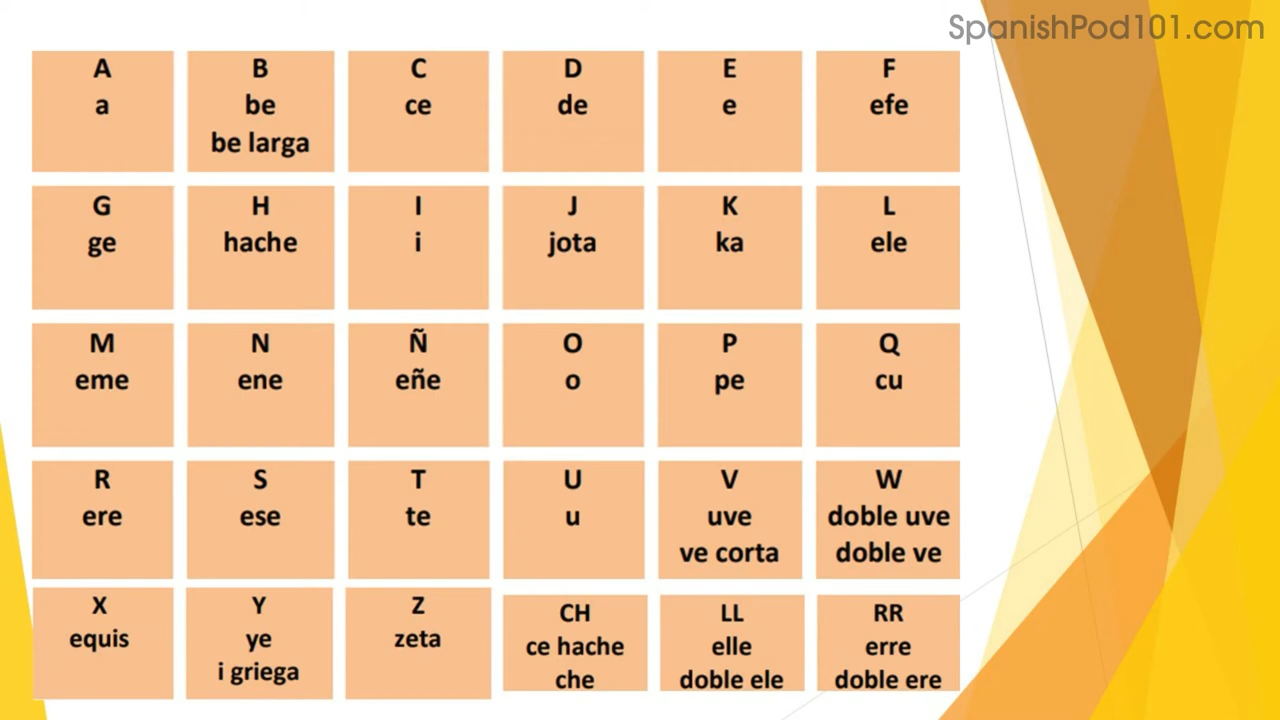 SpanishPod101.com
A
a
B
be
be larga
C
ce
D
de
E
e
F
efe
G
ge
H
hache
I
i
J
jota
K
ka
L
ele
M
eme
N
ene
Ñ
eñe
O
o
P
pe
Q
cu
R
ere
S
ese
T
te
U
u
V
uve
ve corta
W
doble uve
doble ve
X
equis
Y
ye
i griega
Z
zeta
CH
ce hache
che
LL
elle
doble ele
RR
erre
doble ere